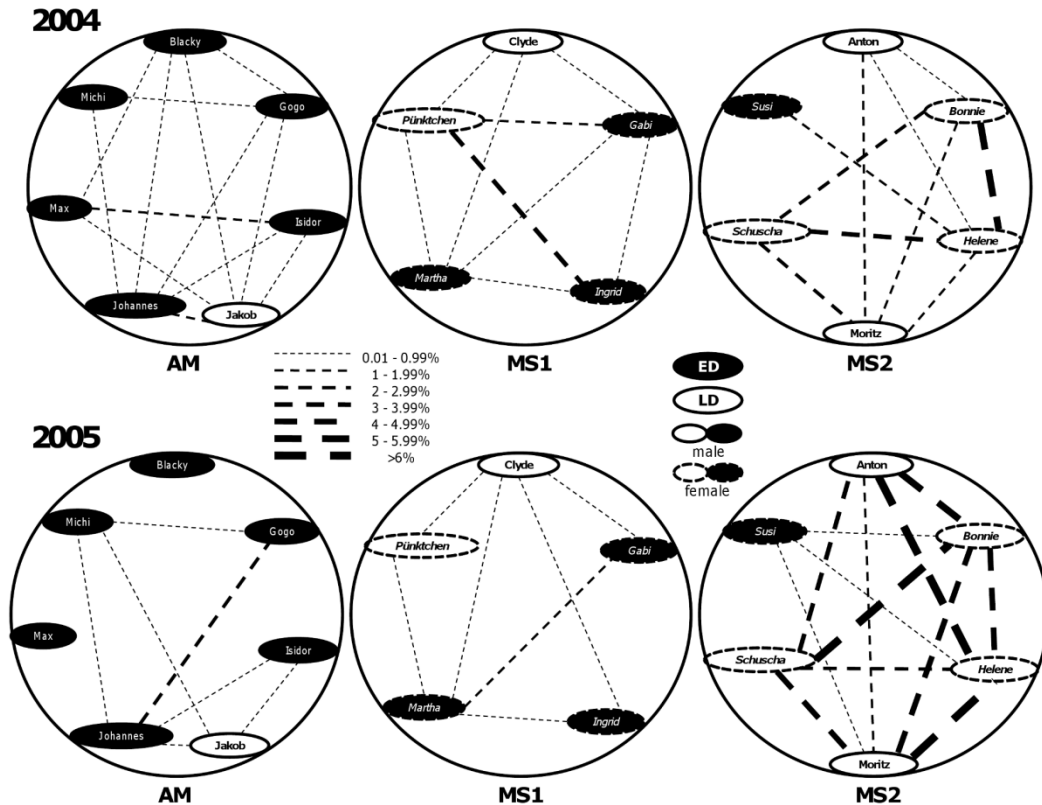 2004
Blacky
Michi
Gogo
Max
Isidor
Johannes
Jakob
AM
Clyde
Pünktchen
Gabi
Martha
Ingrid
MS1
Anton
Susi
Bonnie
Schuscha
Helene
Moritz
MS2
0.01 - 0.99%
1 - 1.99%
2 - 2.99%
3 - 3.99%
4 - 4.99%
5 - 5.99%
>6%
ED
LD
male
female
2005
Blacky
Michi
Gogo
Max
Isidor
Johannes
Jakob
AM
Clyde
Pünktchen
Gabi
Martha
Ingrid
MS1
Anton
Susi
Bonnie
Schuscha
Helene
Moritz
MS2